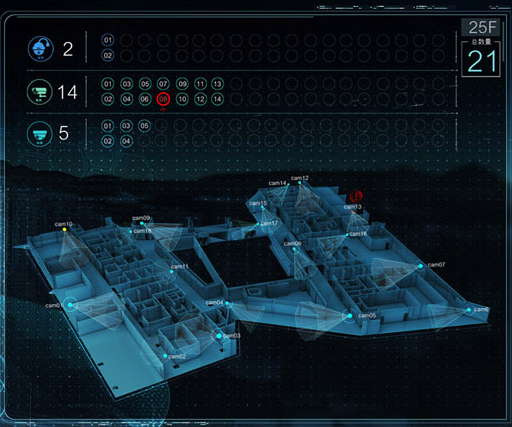 25F
总数量
21
2
01
02
14
01 03 05 07 09 11 13
02 04 06 08 10 12 14
5
01 03 05
02 04
cam14 cam12
cam15 cam13
cam10 cam09 cam17
cam18 cam16
cam08
cam11 cam07
cam01 cam04
cam05
cam03
cam02